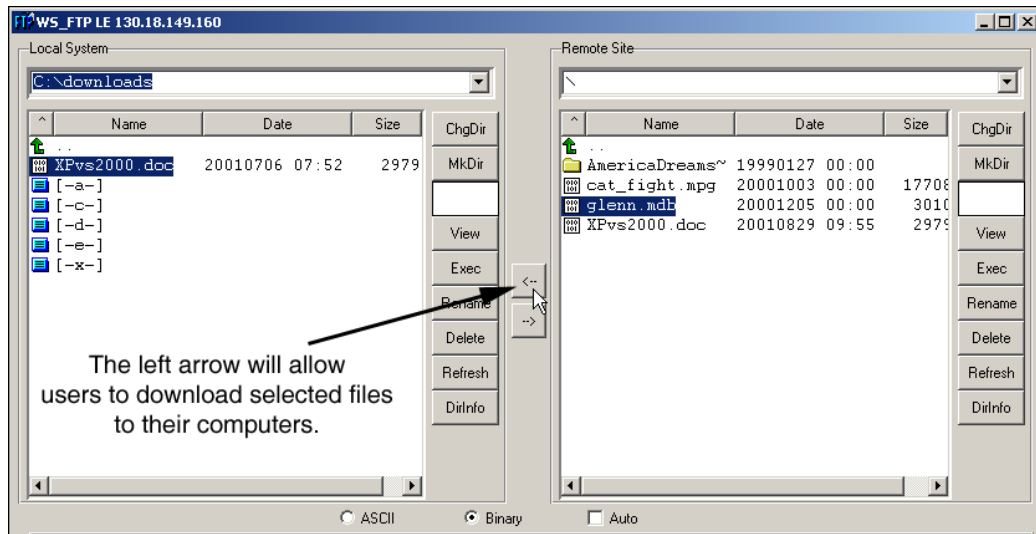 WS_FTP LE 130.18.149.160
Local System
C:\downloads
^ Name Date Size
..
XPvs2000.doc 20010706 07:52 2979
[-a-]
[-c-]
[-d-]
[-e-]
[-x-]
ChgDir
MkDir
View
Exec
Rename
Delete
Refresh
DirInfo
<--
-->
The left arrow will allow
users to download selected files
to their computers.
Remote Site
\
^ Name Date Size
..
AmericaDreams~ 19990127 00:00
cat_fight.mpg 20001003 00:00 17708
glenn.mdb 20001205 00:00 3010
XPvs2000.doc 20010829 09:55 2979
ChgDir
MkDir
View
Exec
Rename
Delete
Refresh
DirInfo
ASCII Binary Auto